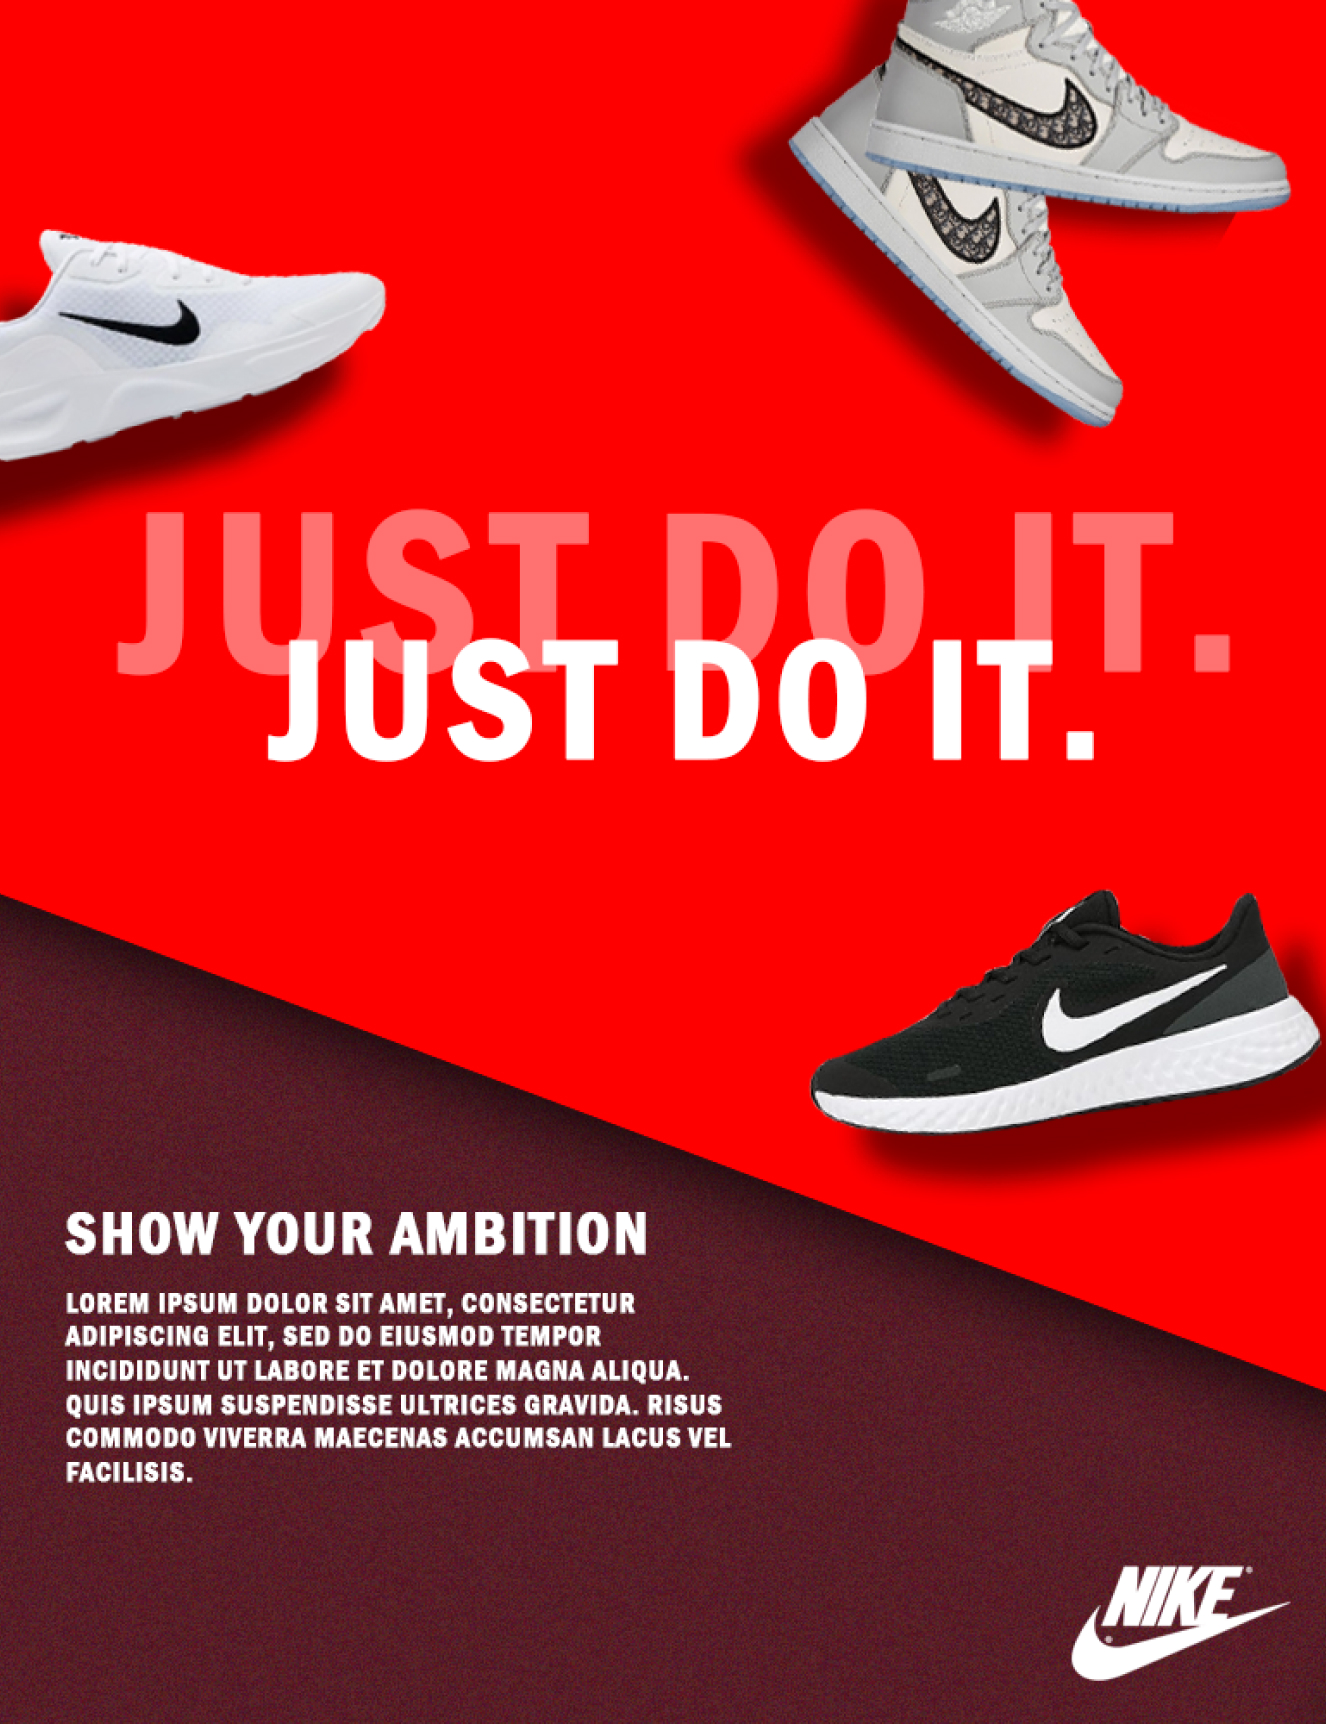 JUST DO IT.
JUST DO IT.
SHOW YOUR AMBITION
LOREM IPSUM DOLOR SIT AMET, CONSECTETUR
ADIPISCING ELIT, SED DO EIUSMOD TEMPOR
INCIDIDUNT UT LABORE ET DOLORE MAGNA ALIQUA.
QUIS IPSUM SUSPENDISSE ULTRICES GRAVIDA. RISUS
COMMODO VIVERRA MAECENAS ACCUMSAN LACUS VEL
FACILISIS.
NIKE